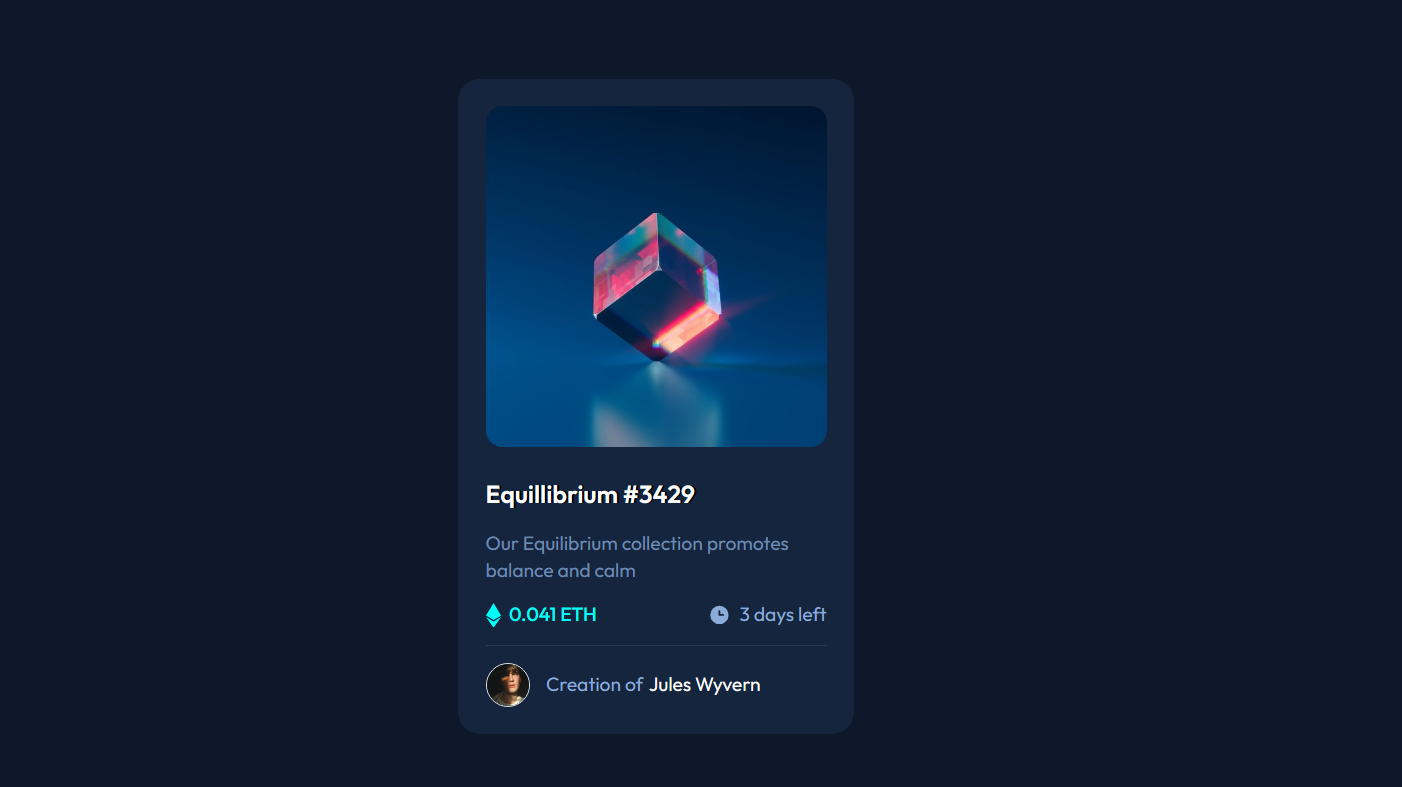 Equillibrium #3429
Our Equilibrium collection promotes
balance and calm
0.041 ETH
3 days left
Creation of Jules Wyvern